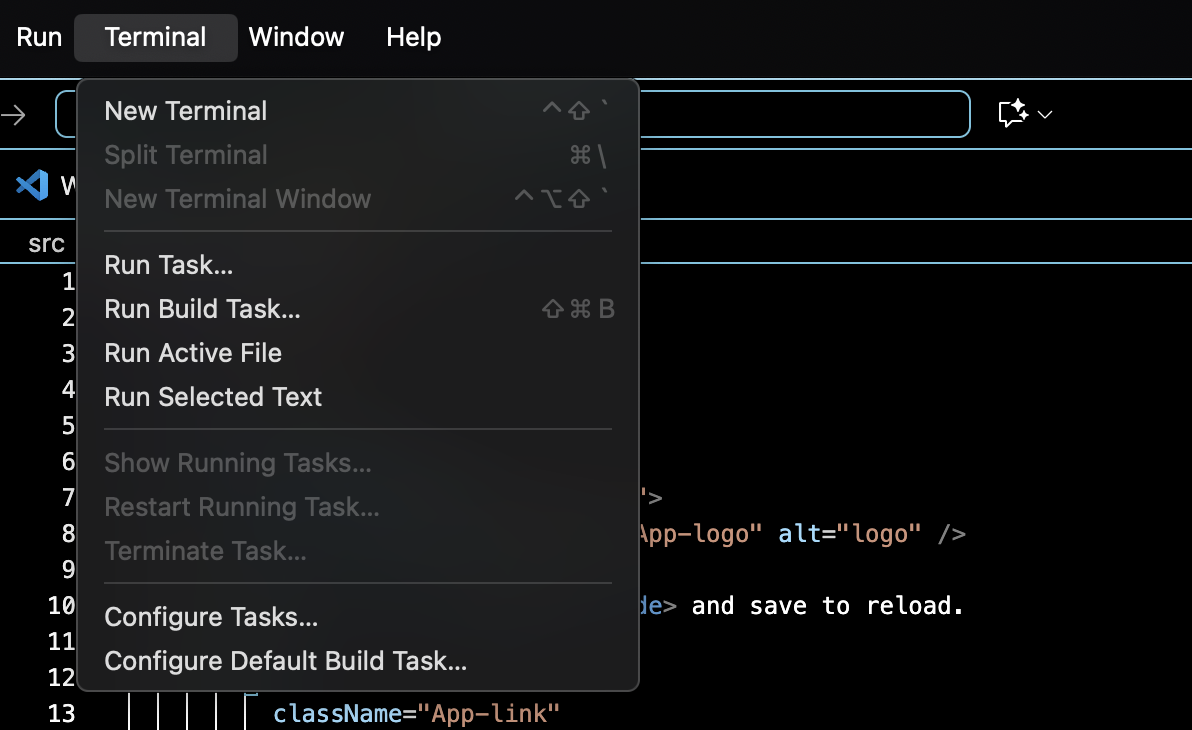 Run Terminal Window Help
New Terminal ^⇧`
Split Terminal ⌘\
New Terminal Window ^⌥⇧`
src
Run Task...
1
Run Build Task... ⇧⌘B
2
Run Active File
3
Run Selected Text
4
5
Show Running Tasks...
6
7 ">
Restart Running Task...
8 App-logo" alt="logo" />
Terminate Task...
9
10 de> and save to reload.
Configure Tasks...
11
Configure Default Build Task...
12
13 className="App-link"